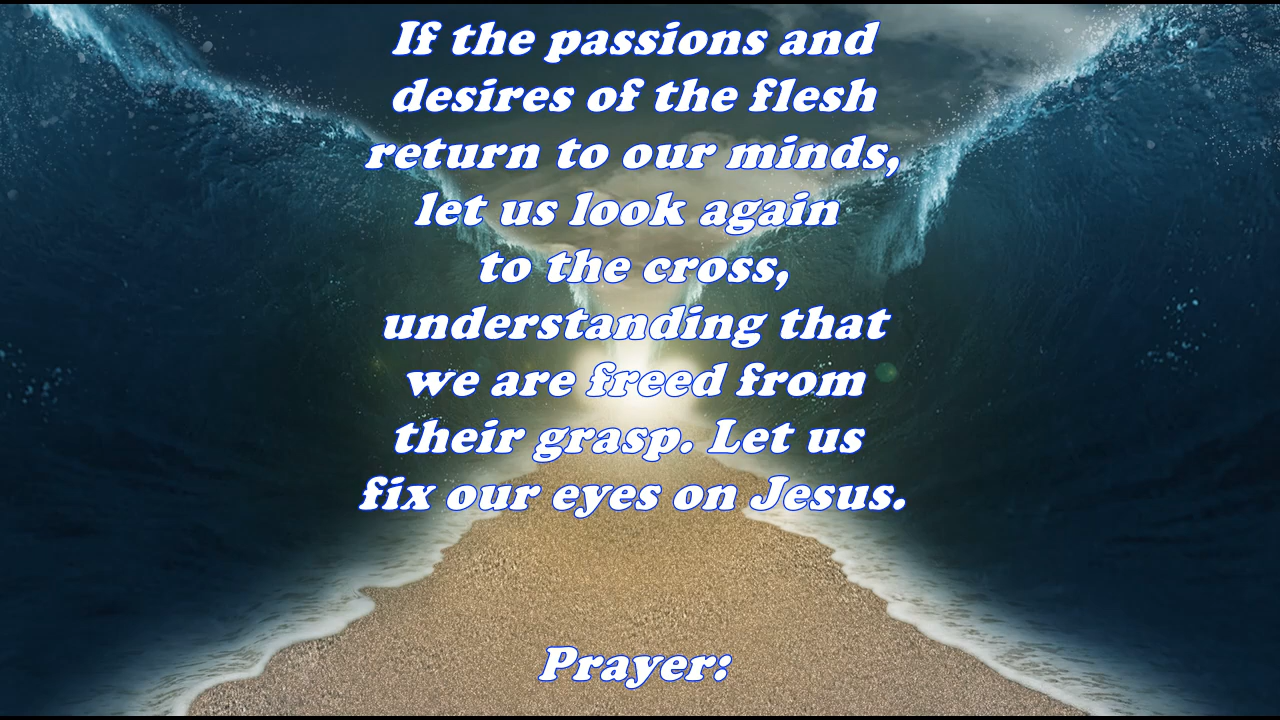 If the passions and
desires of the flesh
return to our minds,
let us look again
to the cross,
understanding that
we are freed from
their grasp. Let us
fix our eyes on Jesus.
Prayer: